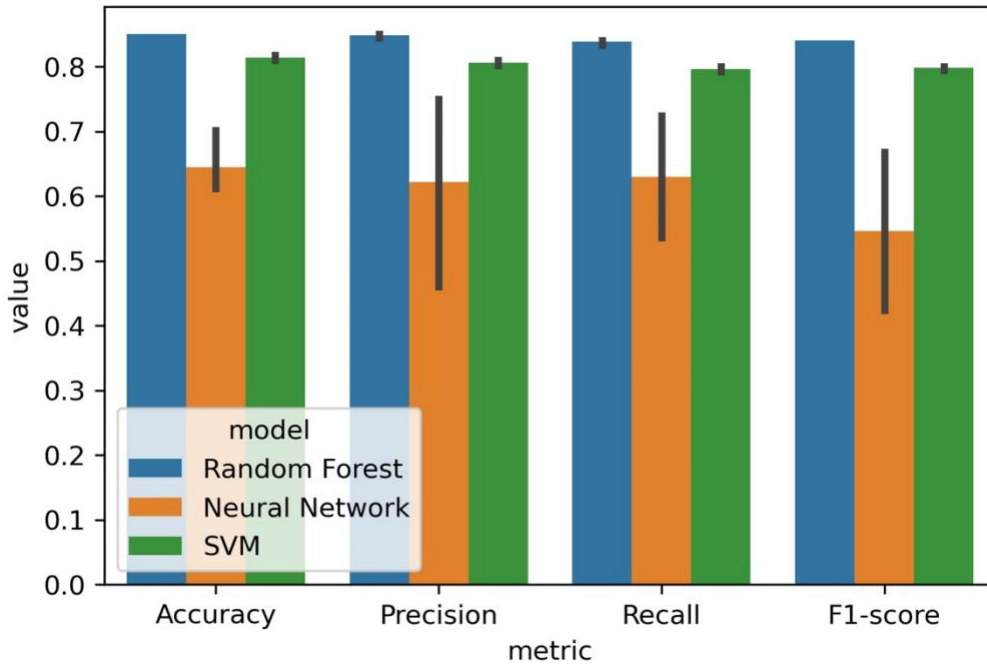 0.8
0.7
0.6
0.5
0.4
0.3
0.2
0.1
0.0
value
model
Random Forest
Neural Network
SVM
Accuracy Precision Recall F1-score
metric